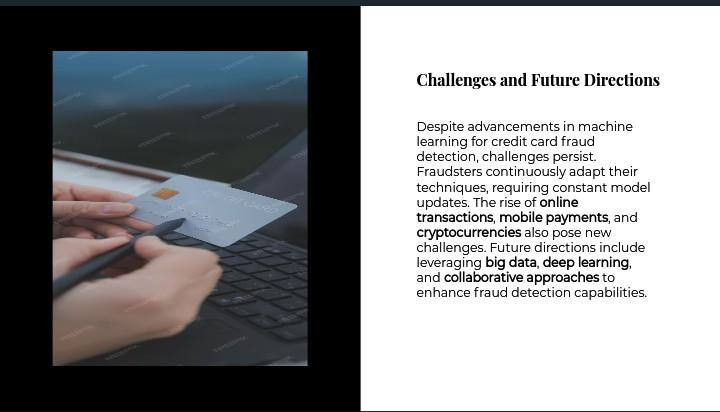 Challenges and Future Directions
Despite advancements in machine
learning for credit card fraud
detection, challenges persist.
Fraudsters continuously adapt their
techniques, requiring constant model
updates. The rise of online
transactions, mobile payments, and
cryptocurrencies also pose new
challenges. Future directions include
leveraging big data, deep learning,
and collaborative approaches to
enhance fraud detection capabilities.
CREDIT CARD